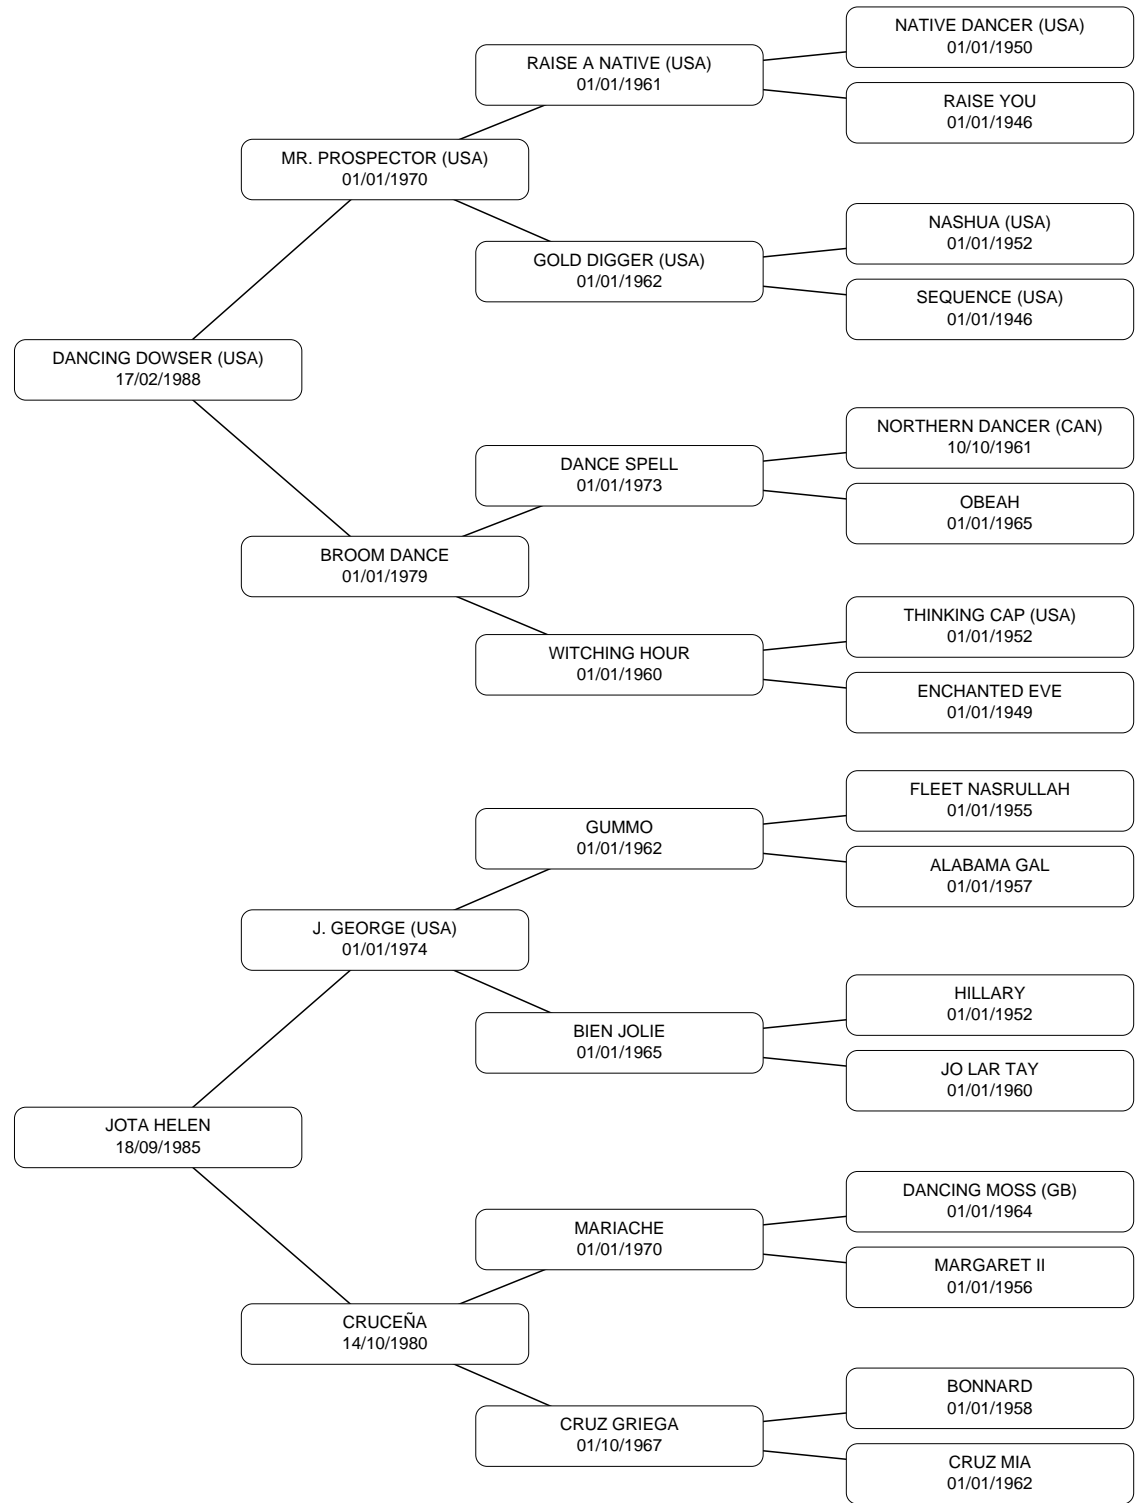 NATIVE DANCER (USA)
01/01/1950
RAISE A NATIVE (USA)
01/01/1961
RAISE YOU
01/01/1946
MR. PROSPECTOR (USA)
01/01/1970
NASHUA (USA)
01/01/1952
GOLD DIGGER (USA)
01/01/1962
SEQUENCE (USA)
01/01/1946
DANCING DOWSER (USA)
17/02/1988
NORTHERN DANCER (CAN)
10/10/1961
DANCE SPELL
01/01/1973
OBEAH
01/01/1965
BROOM DANCE
01/01/1979
THINKING CAP (USA)
01/01/1952
WITCHING HOUR
01/01/1960
ENCHANTED EVE
01/01/1949
FLEET NASRULLAH
01/01/1955
GUMMO
01/01/1962
ALABAMA GAL
01/01/1957
J. GEORGE (USA)
01/01/1974
HILLARY
01/01/1952
BIEN JOLIE
01/01/1965
JO LAR TAY
01/01/1960
JOTA HELEN
18/09/1985
DANCING MOSS (GB)
01/01/1964
MARIACHE
01/01/1970
MARGARET II
01/01/1956
CRUCEÑA
14/10/1980
BONNARD
01/01/1958
CRUZ GRIEGA
01/10/1967
CRUZ MIA
01/01/1962